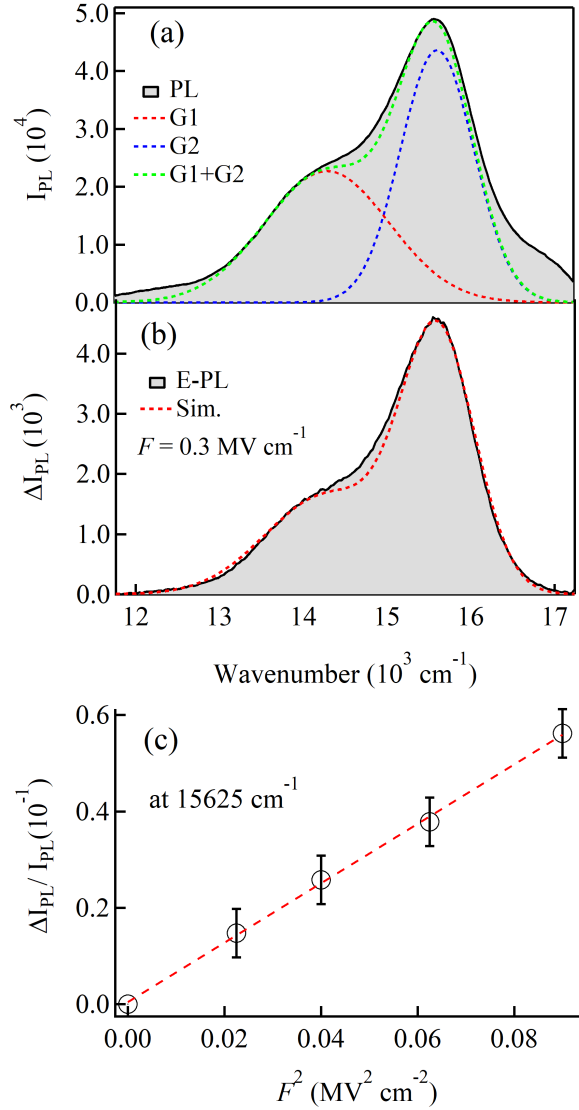 (a)
I_PL (10^4)
5.0
4.0
3.0
2.0
1.0
0.0
PL
G1
G2
G1+G2
(b)
ΔI_PL (10^3)
4.0
3.0
2.0
1.0
0.0
E-PL
Sim.
F = 0.3 MV cm^-1
12 13 14 15 16 17
Wavenumber (10^3 cm^-1)
(c)
at 15625 cm^-1
ΔI_PL/ I_PL(10^-1)
0.6
0.4
0.2
0.0
0.00 0.02 0.04 0.06 0.08
F^2 (MV^2 cm^-2)